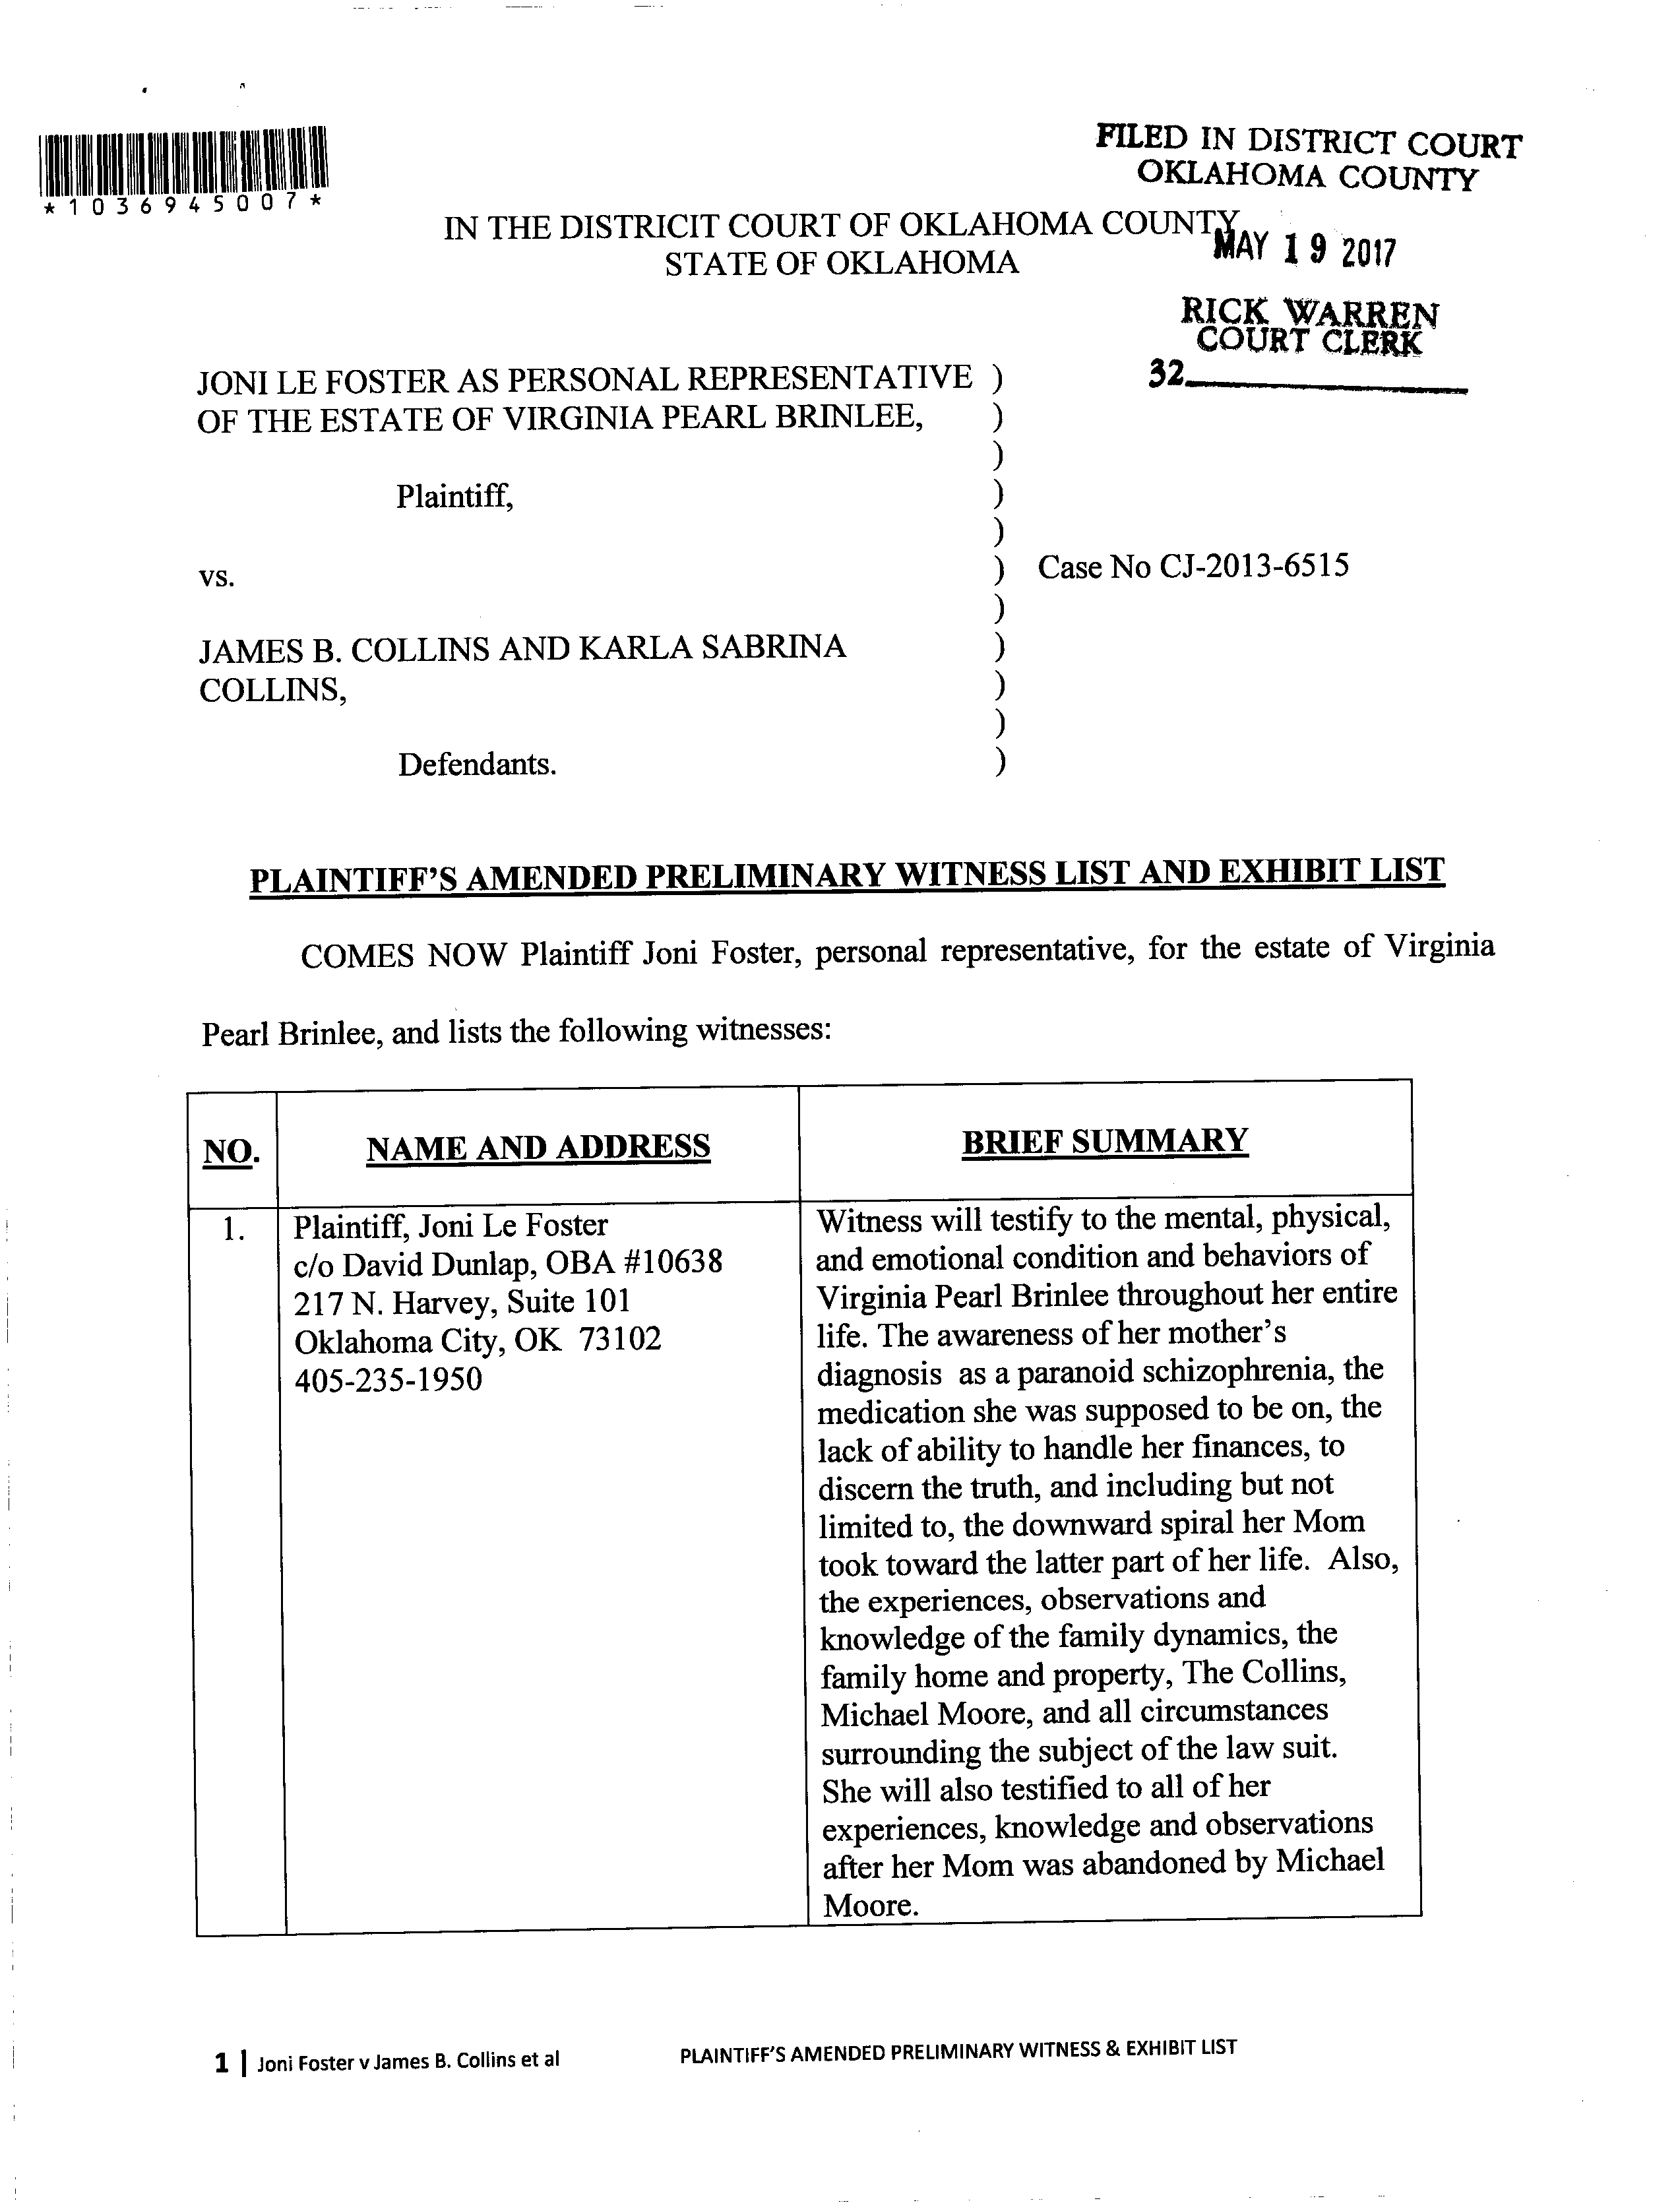 FILED IN DISTRICT COURT
OKLAHOMA COUNTY
*1036945007*
IN THE DISTRICIT COURT OF OKLAHOMA COUNTY
MAY 19 2017
STATE OF OKLAHOMA
RICK WARREN
COURT CLERK
32
JONI LE FOSTER AS PERSONAL REPRESENTATIVE )
OF THE ESTATE OF VIRGINIA PEARL BRINLEE, )
)
Plaintiff, )
)
vs. ) Case No CJ-2013-6515
)
JAMES B. COLLINS AND KARLA SABRINA )
COLLINS, )
)
Defendants. )
PLAINTIFF'S AMENDED PRELIMINARY WITNESS LIST AND EXHIBIT LIST
COMES NOW Plaintiff Joni Foster, personal representative, for the estate of Virginia
Pearl Brinlee, and lists the following witnesses:
NO. NAME AND ADDRESS BRIEF SUMMARY
1. Plaintiff, Joni Le Foster
c/o David Dunlap, OBA #10638
217 N. Harvey, Suite 101
Oklahoma City, OK 73102
405-235-1950
Witness will testify to the mental, physical,
and emotional condition and behaviors of
Virginia Pearl Brinlee throughout her entire
life. The awareness of her mother's
diagnosis as a paranoid schizophrenia, the
medication she was supposed to be on, the
lack of ability to handle her finances, to
discern the truth, and including but not
limited to, the downward spiral her Mom
took toward the latter part of her life. Also,
the experiences, observations and
knowledge of the family dynamics, the
family home and property, The Collins,
Michael Moore, and all circumstances
surrounding the subject of the law suit.
She will also testified to all of her
experiences, knowledge and observations
after her Mom was abandoned by Michael
Moore.
1 | Joni Foster v James B. Collins et al PLAINTIFF'S AMENDED PRELIMINARY WITNESS & EXHIBIT LIST